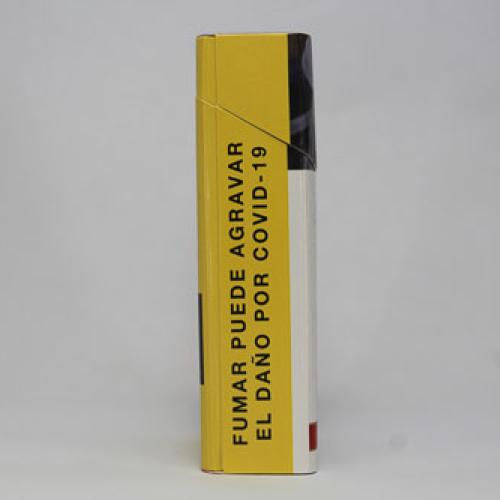 FUMAR PUEDE AGRAVAR
EL DAÑO POR COVID-19